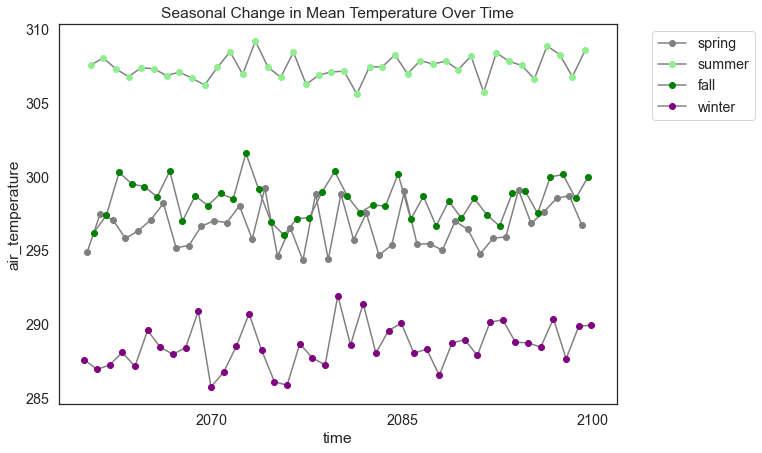 Seasonal Change in Mean Temperature Over Time
310
305
300
295
290
285
air_temperature
2070
2085
2100
time
spring
summer
fall
winter